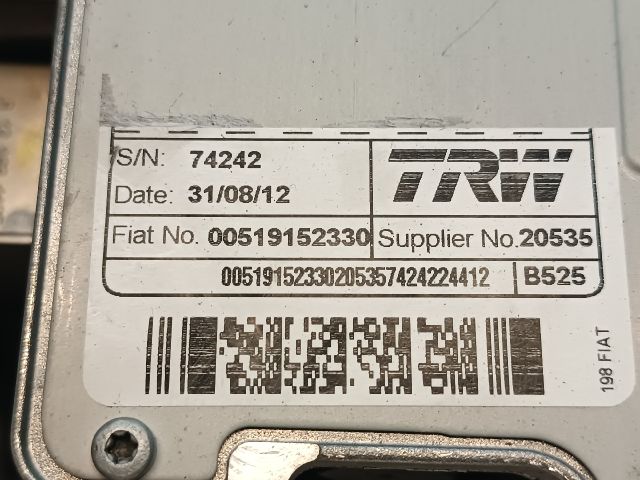 S/N: 74242
TRW
Date: 31/08/12
Fiat No. 00519152330 Supplier No. 20535
00519152330205357424224412 B525
198 FIAT